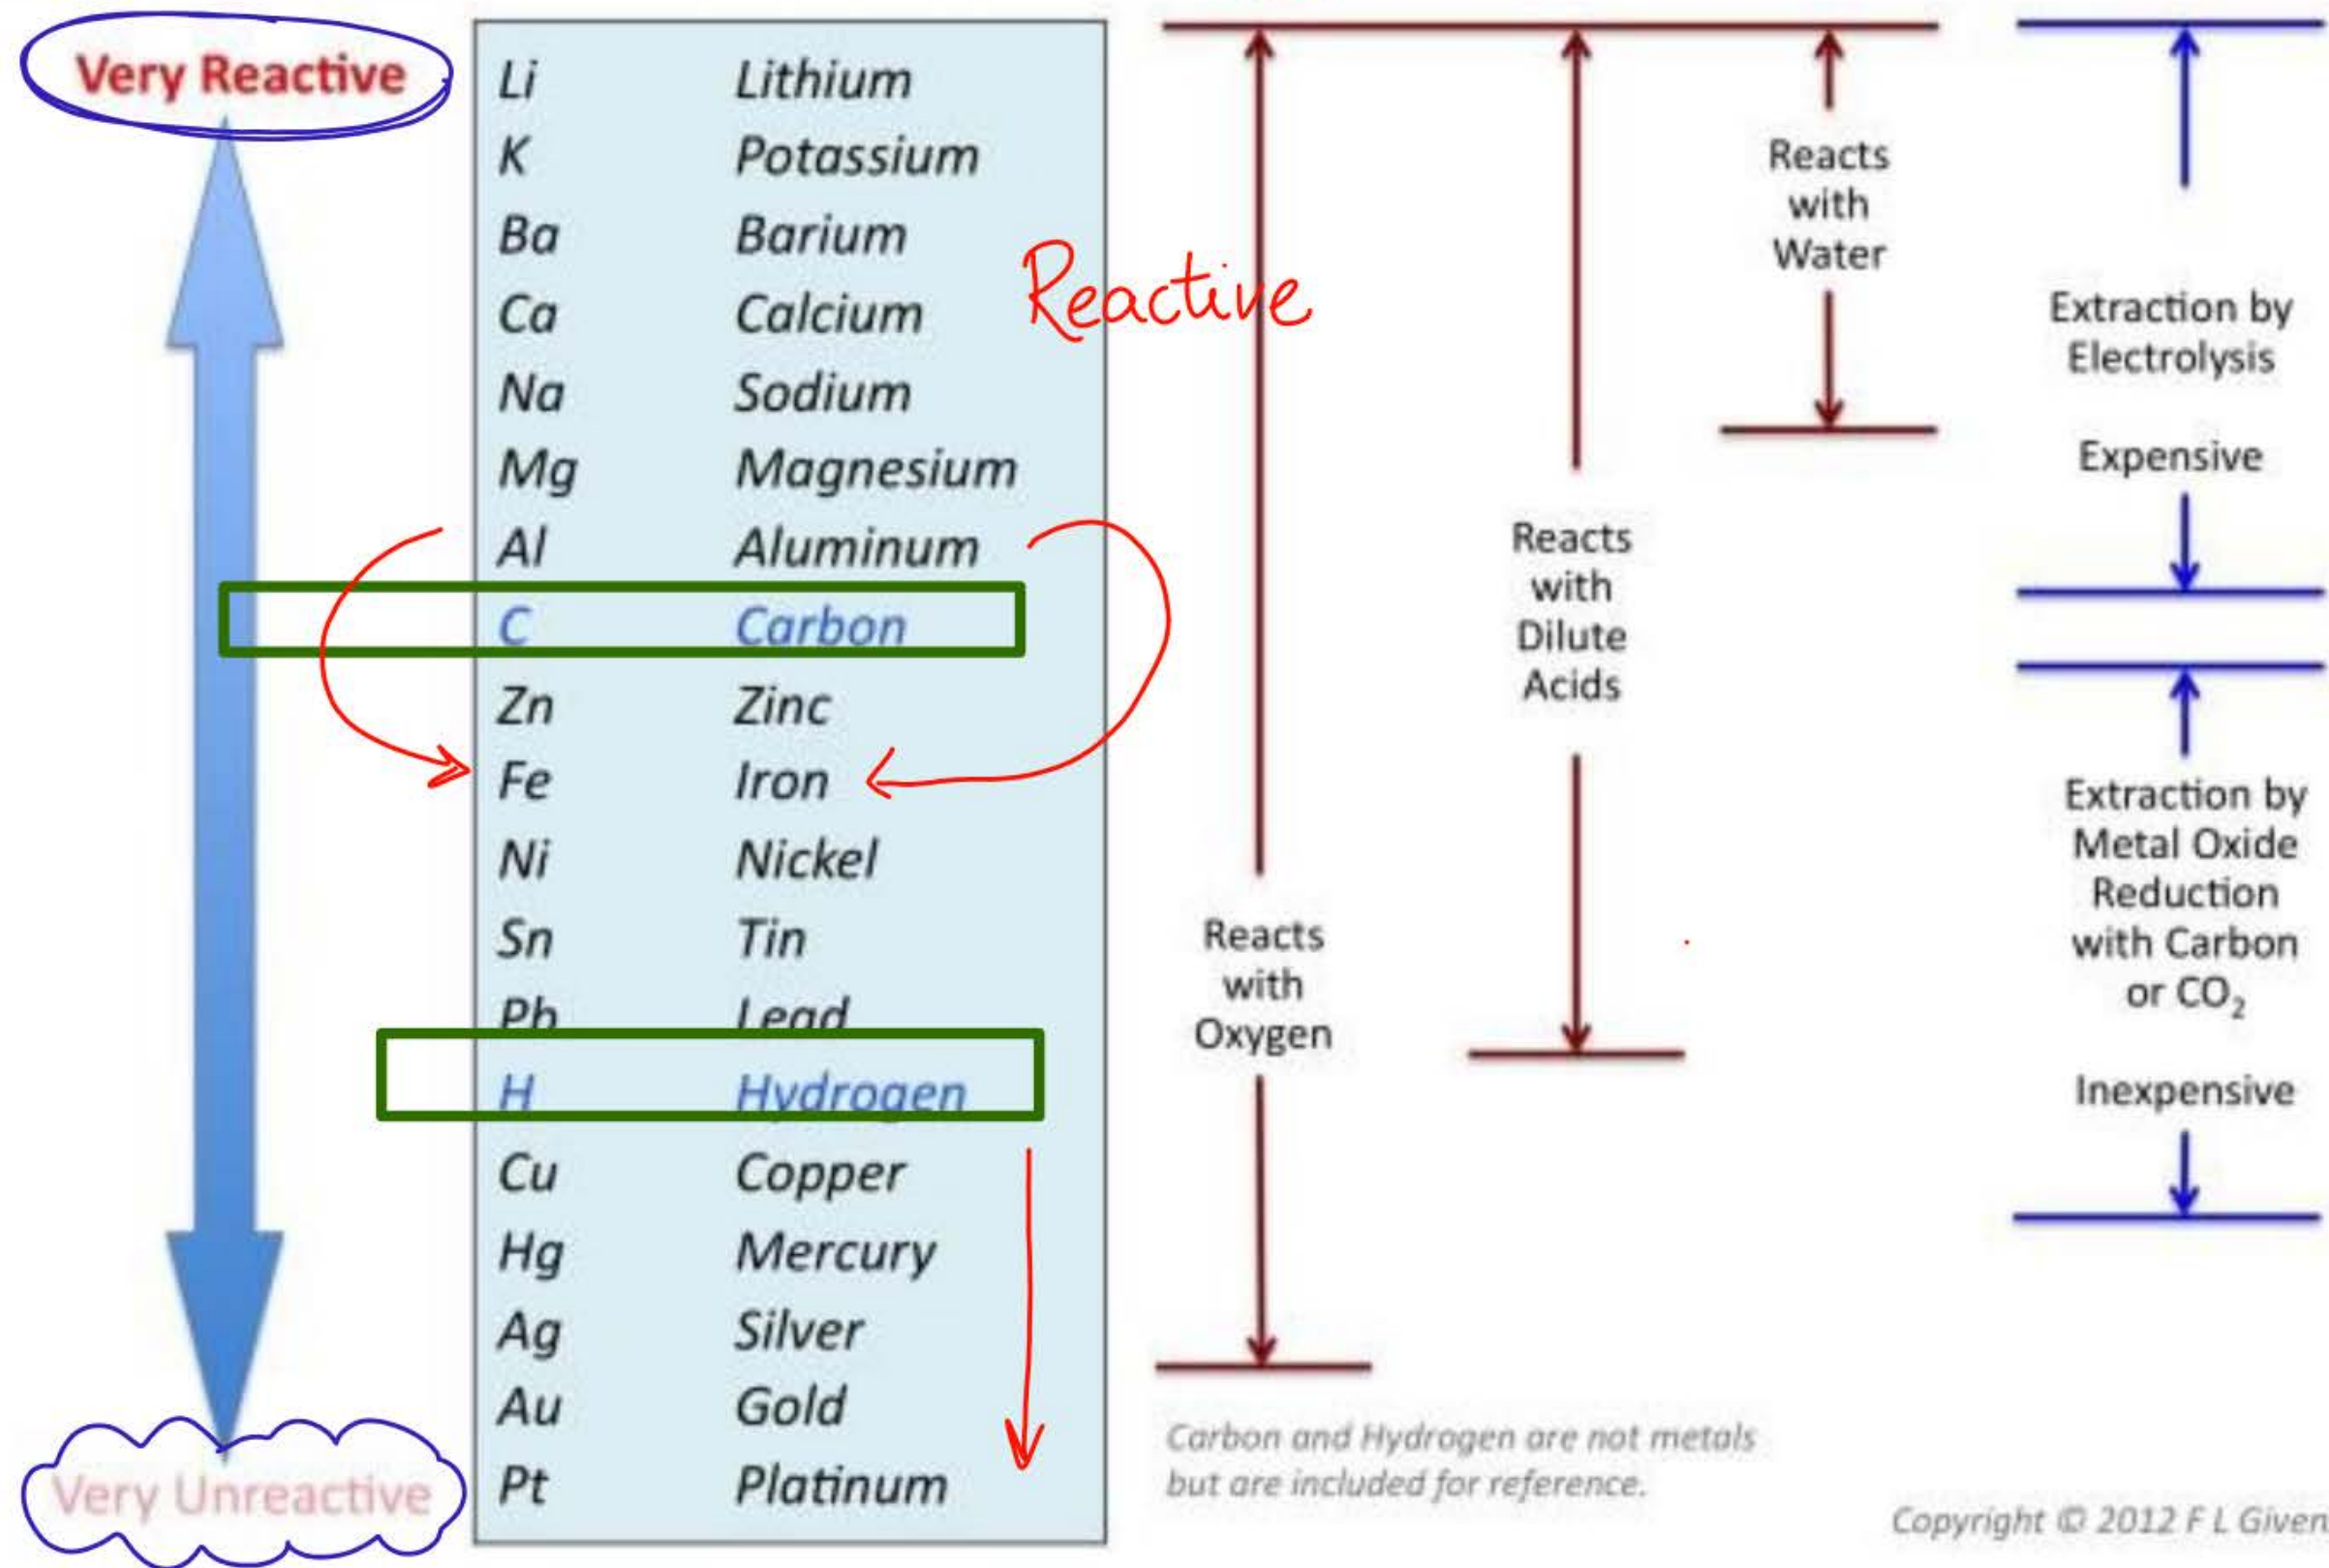 Very Reactive
Li Lithium
K Potassium
Ba Barium
Ca Calcium
Na Sodium
Mg Magnesium
Al Aluminum
C Carbon
Zn Zinc
Fe Iron
Ni Nickel
Sn Tin
Pb Lead
H Hydrogen
Cu Copper
Hg Mercury
Ag Silver
Au Gold
Pt Platinum
Very Unreactive
Reactive
Reacts
with
Oxygen
Reacts
with
Dilute
Acids
Reacts
with
Water
Extraction by
Electrolysis
Expensive
Extraction by
Metal Oxide
Reduction
with Carbon
or CO₂
Inexpensive
Carbon and Hydrogen are not metals
but are included for reference.
Copyright © 2012 F L Given